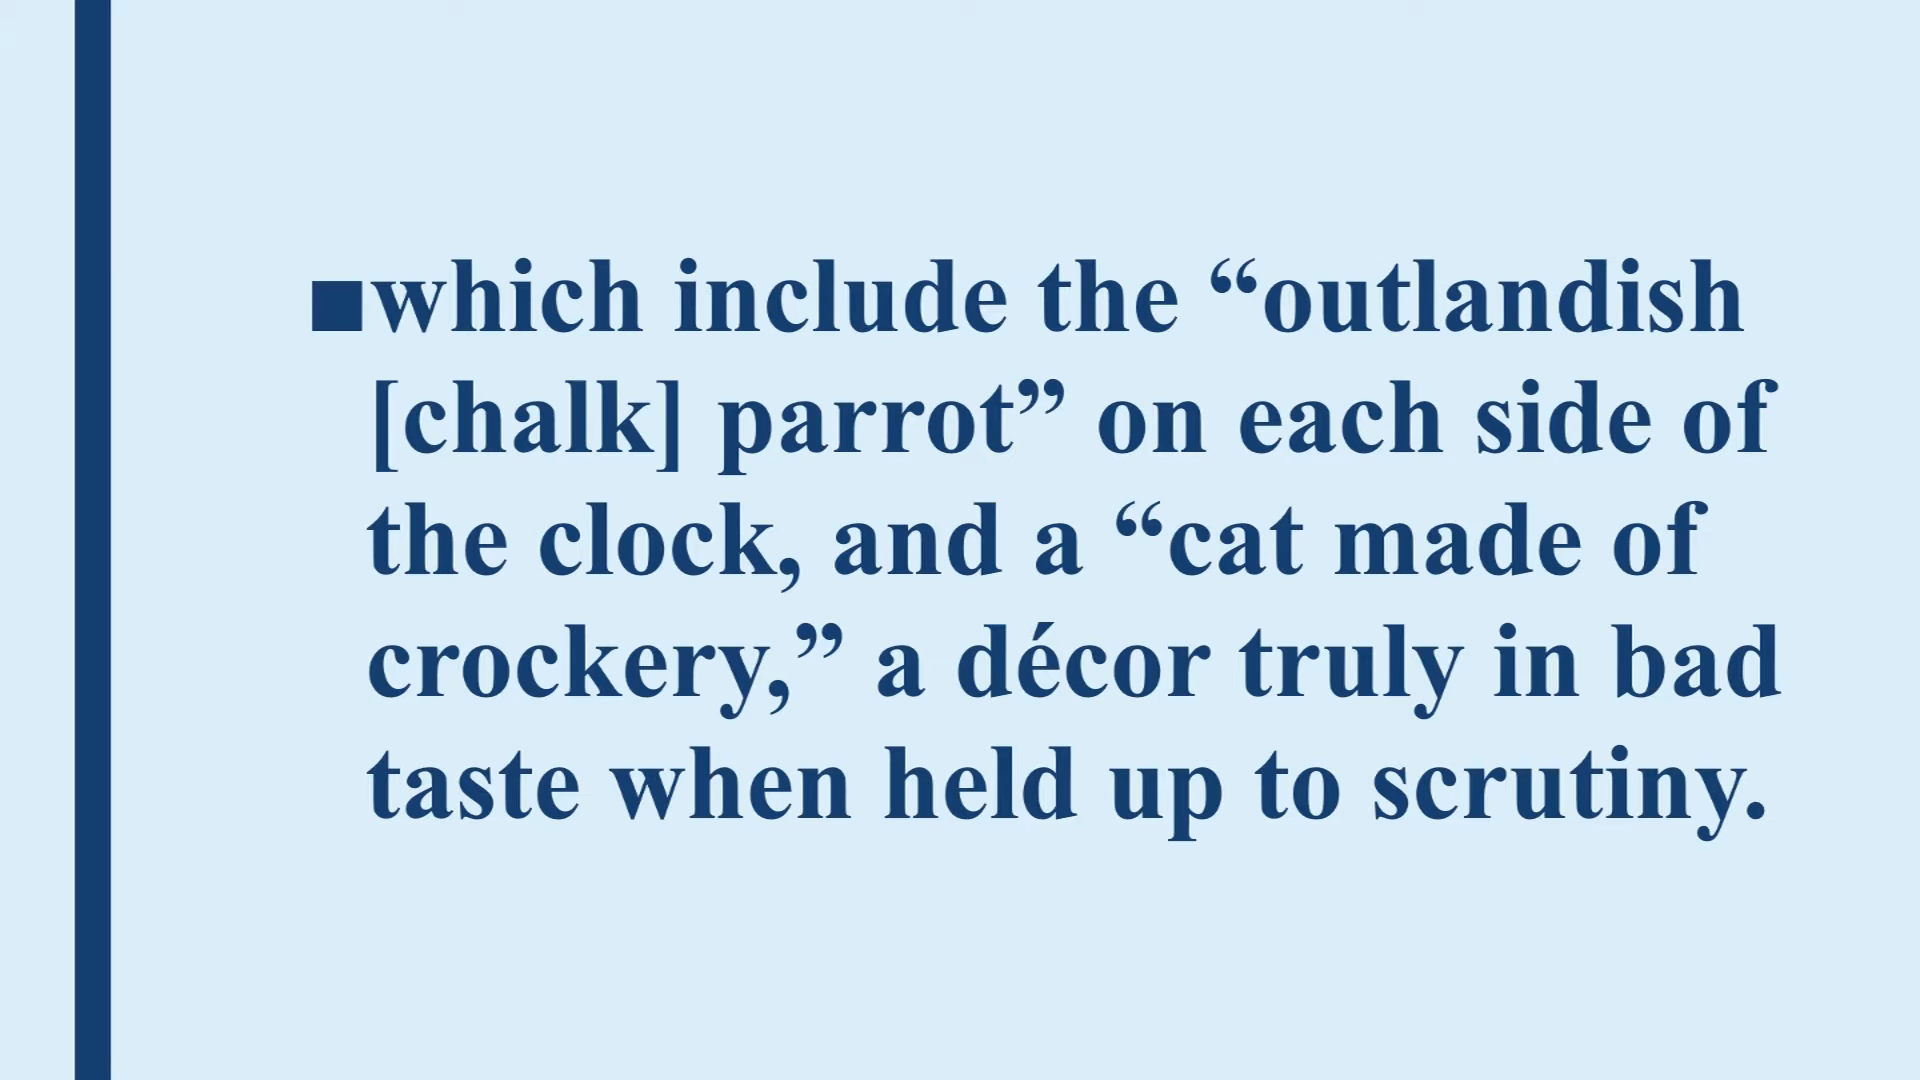 ■which include the “outlandish
[chalk] parrot” on each side of
the clock, and a “cat made of
crockery,” a décor truly in bad
taste when held up to scrutiny.